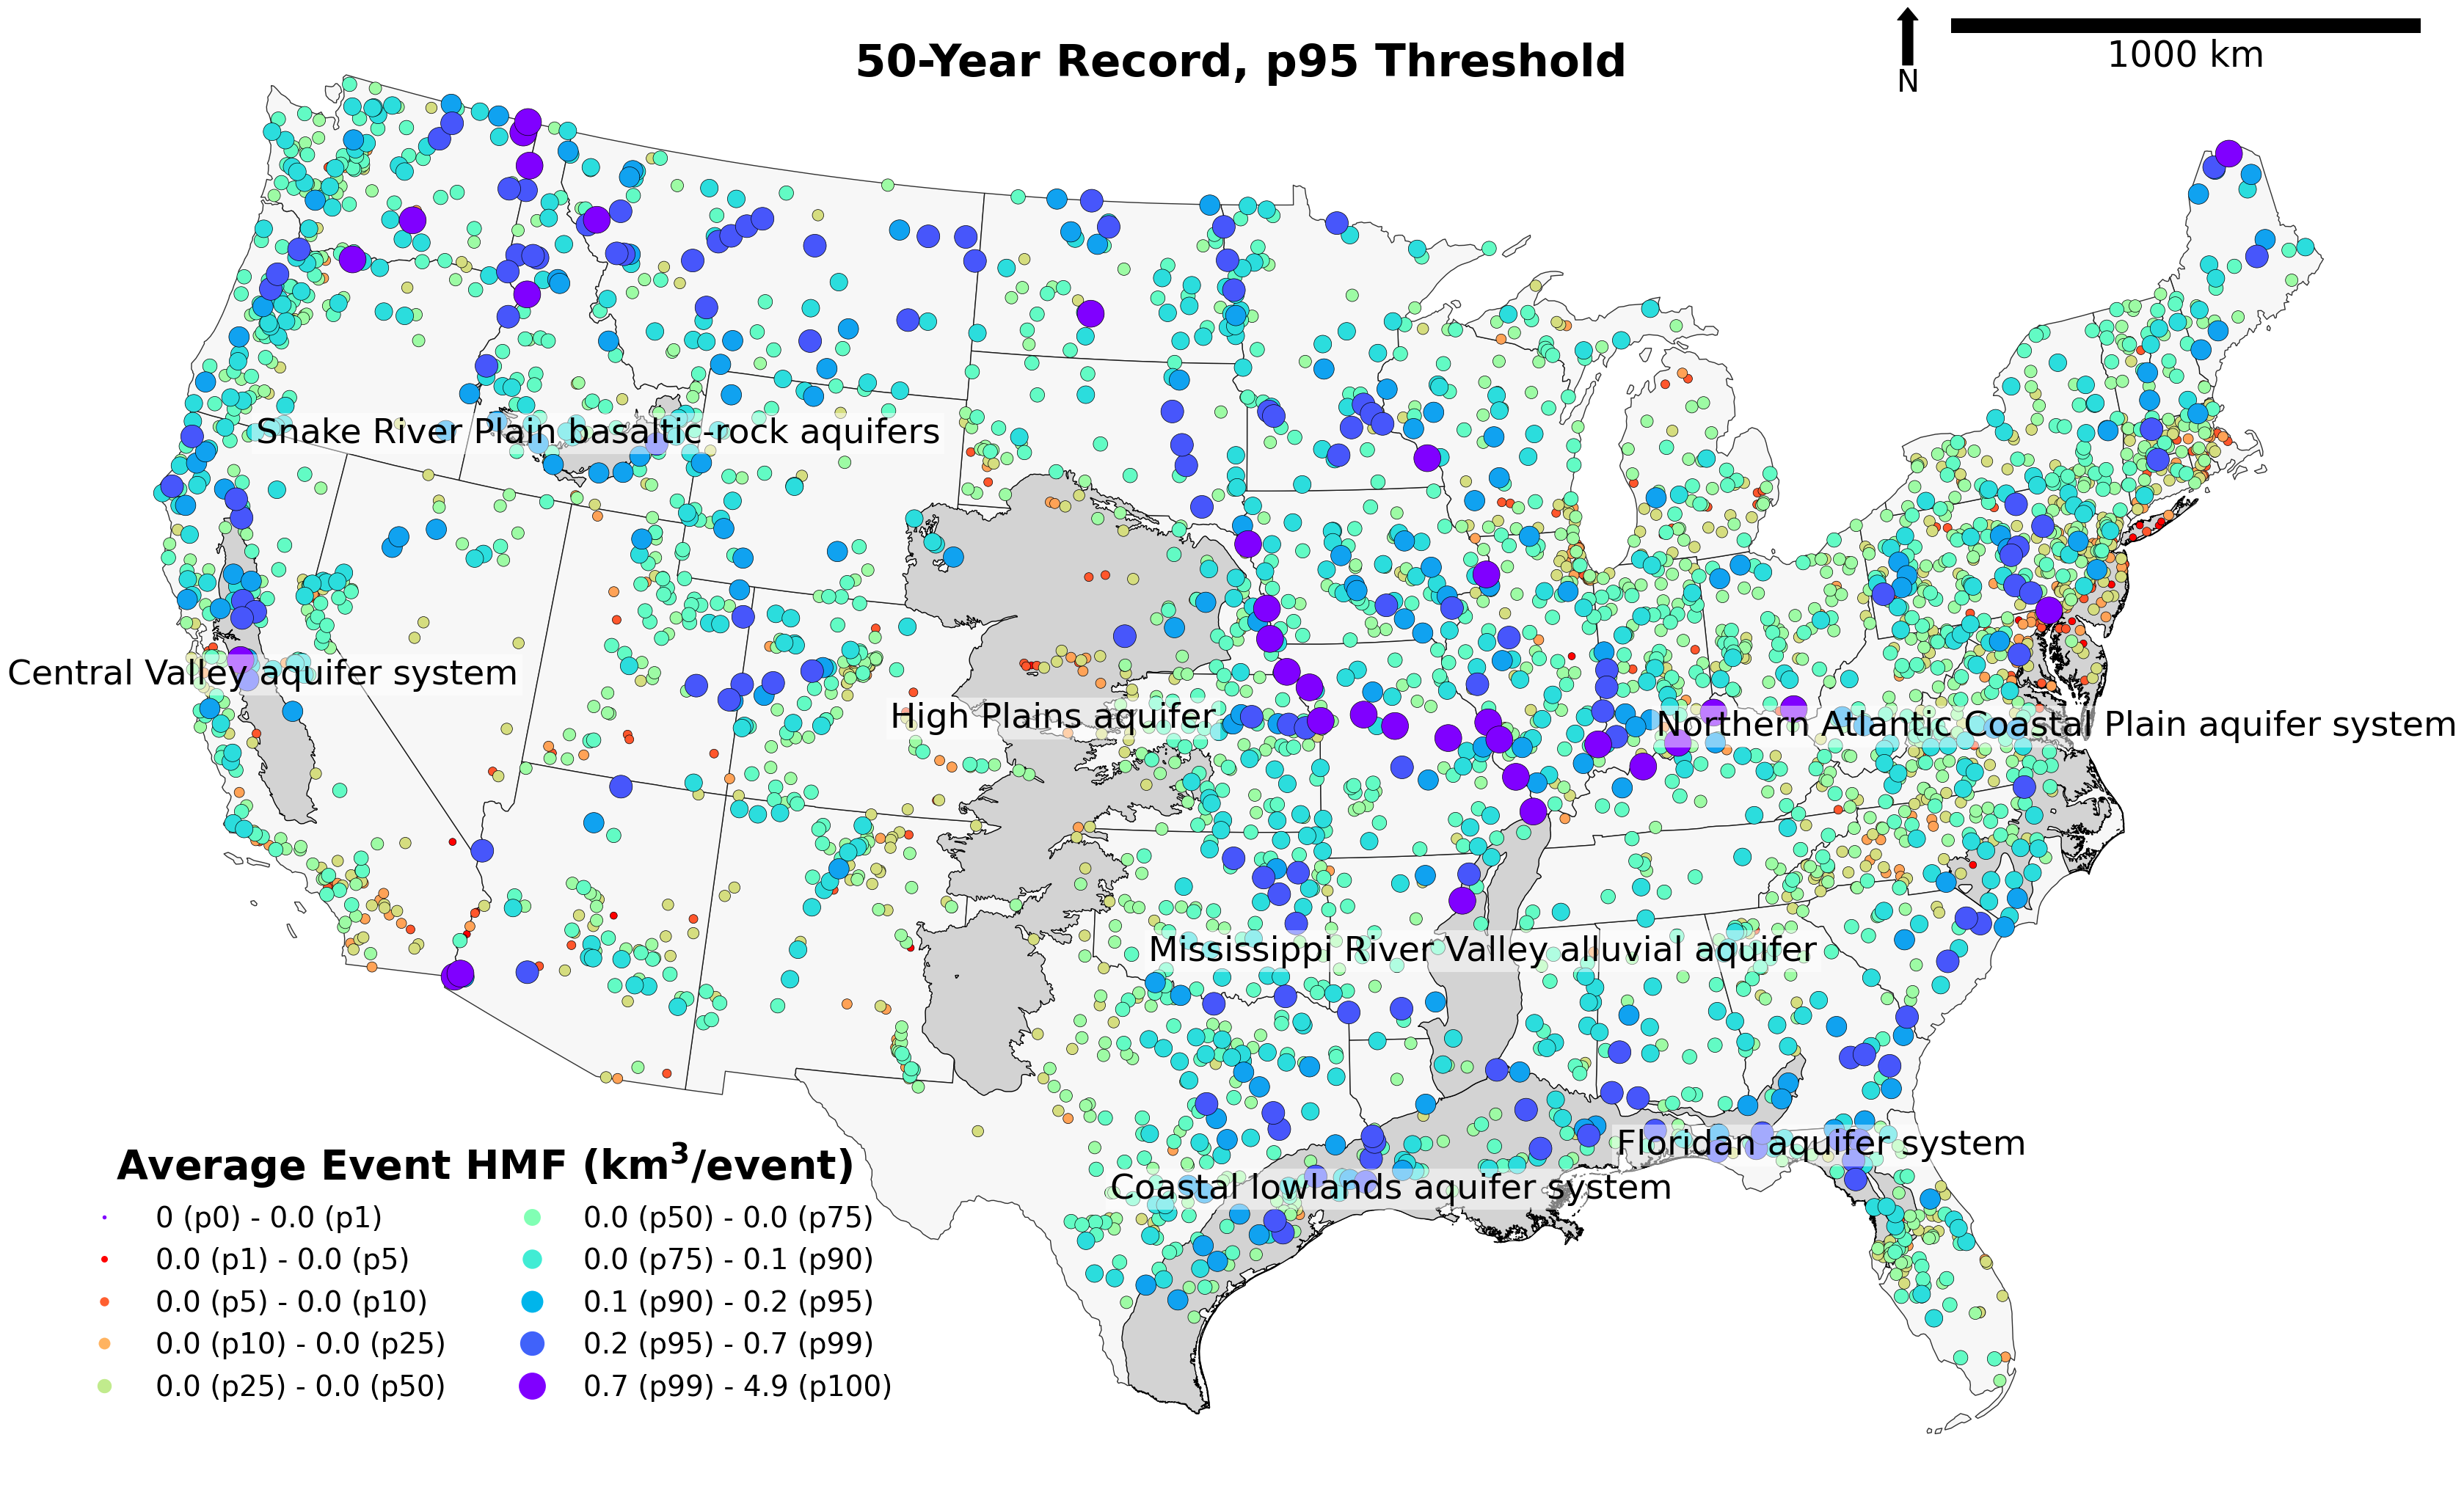 50-Year Record, p95 Threshold
1000 km
N
Snake River Plain basaltic-rock aquifers
Central Valley aquifer system
High Plains aquifer
Northern Atlantic Coastal Plain aquifer system
Mississippi River Valley alluvial aquifer
Floridan aquifer system
Coastal lowlands aquifer system
Average Event HMF (km³/event)
0 (p0) - 0.0 (p1)
0.0 (p1) - 0.0 (p5)
0.0 (p5) - 0.0 (p10)
0.0 (p10) - 0.0 (p25)
0.0 (p25) - 0.0 (p50)
0.0 (p50) - 0.0 (p75)
0.0 (p75) - 0.1 (p90)
0.1 (p90) - 0.2 (p95)
0.2 (p95) - 0.7 (p99)
0.7 (p99) - 4.9 (p100)